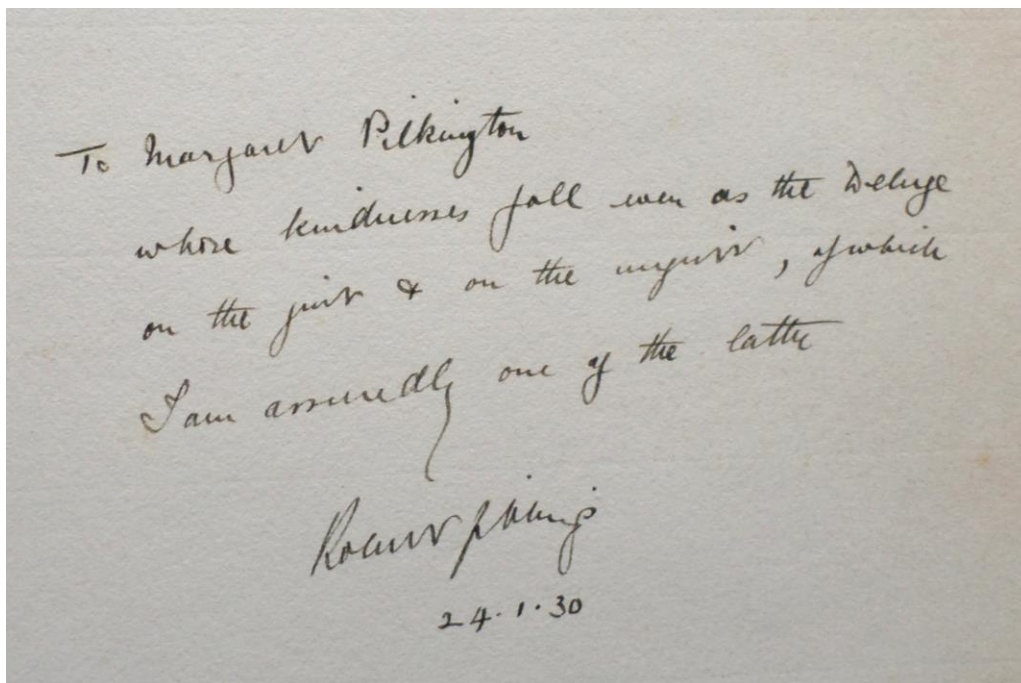 To Margaret Pilkington
whose kindnesses fall even as the Deluge
on the just & on the unjust, of which
I am assuredly one of the latter
Robert Gibbings
24.1.30